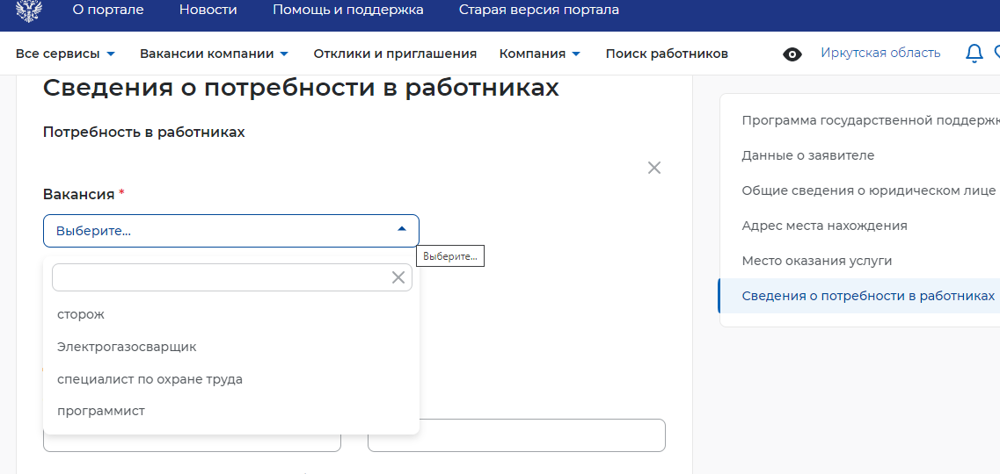 О портале Новости Помощь и поддержка Старая версия портала
Все сервисы Вакансии компании Отклики и приглашения Компания Поиск работников Иркутская область
Сведения о потребности в работниках
Потребность в работниках
Вакансия *
Выберите...
Выберите...
сторож
Электрогазосварщик
специалист по охране труда
программист
Программа государственной поддержк
Данные о заявителе
Общие сведения о юридическом лице
Адрес места нахождения
Место оказания услуги
Сведения о потребности в работниках